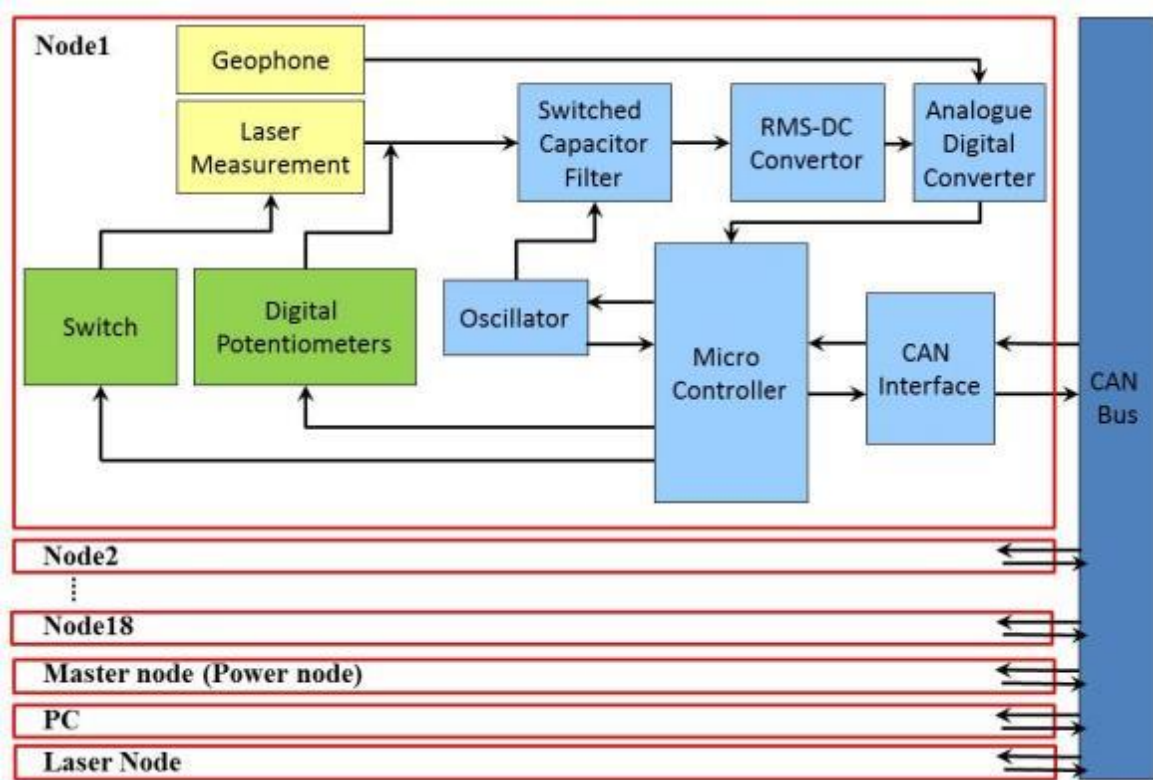 Node1
Geophone
Laser
Measurement
Switched
Capacitor
Filter
RMS-DC
Convertor
Analogue
Digital
Converter
Switch
Digital
Potentiometers
Oscillator
Micro
Controller
CAN
Interface
CAN
Bus
Node2
Node18
Master node (Power node)
PC
Laser Node